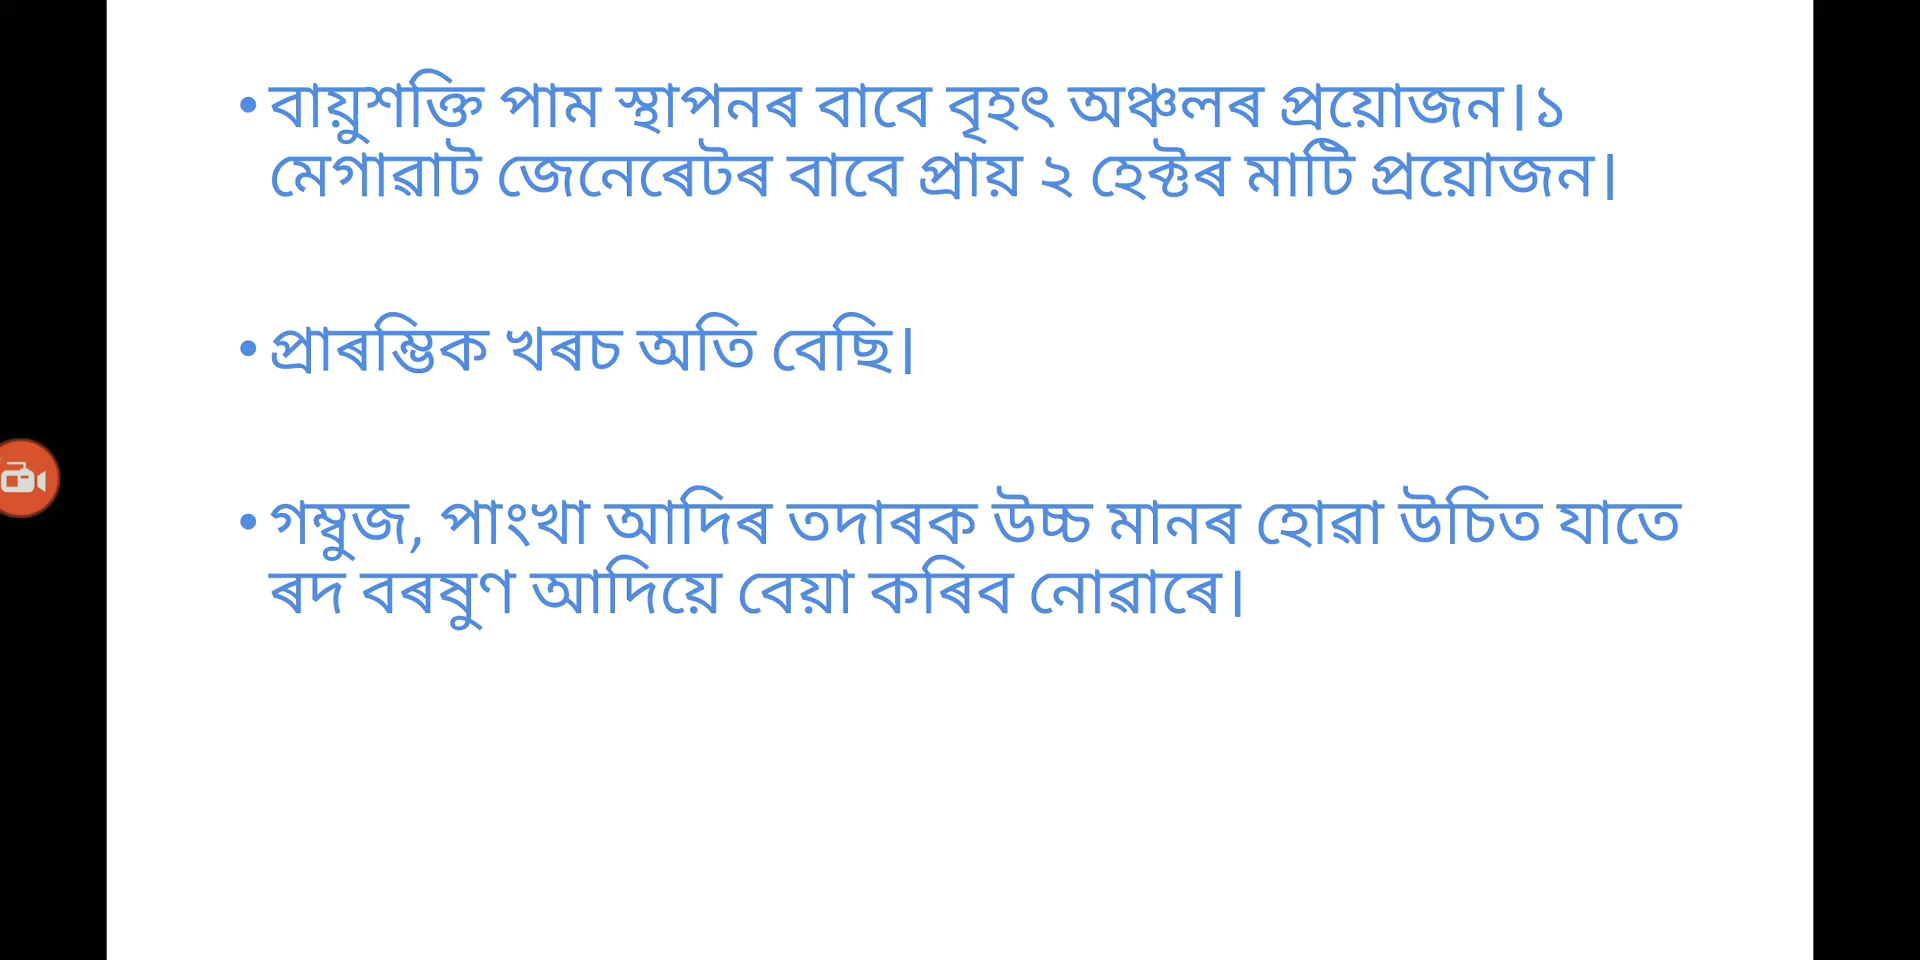 • বায়ুশক্তি পাম স্থাপনৰ বাবে বৃহৎ অঞ্চলৰ প্ৰয়োজন|১
মেগাৱাট জেনেৰেটৰ বাবে প্ৰায় ২ হেক্টৰ মাটি প্ৰয়োজন|
• প্ৰাৰম্ভিক খৰচ অতি বেছি|
• গম্বুজ, পাংখা আদিৰ তদাৰক উচ্চ মানৰ হোৱা উচিত যাতে
ৰদ বৰষুণ আদিয়ে বেয়া কৰিব নোৱাৰে|